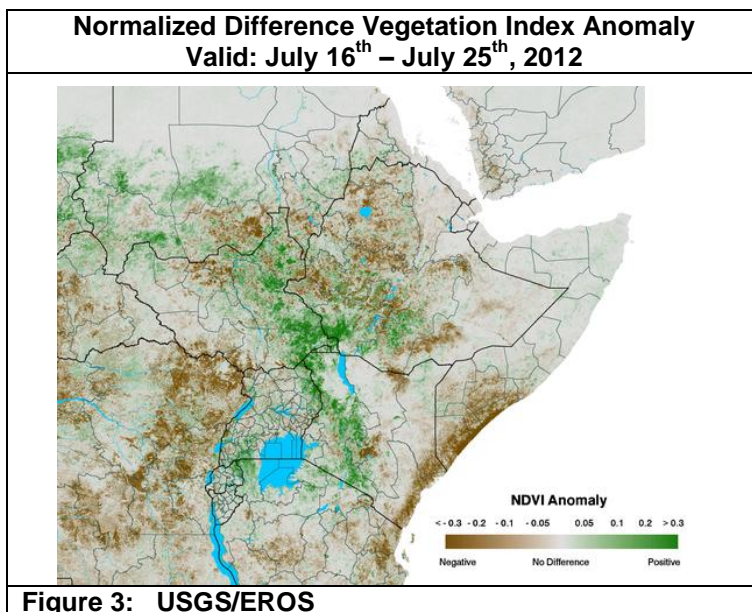 Normalized Difference Vegetation Index Anomaly
Valid: July 16th – July 25th, 2012
NDVI Anomaly
< - 0.3 - 0.2 - 0.1 - 0.05 0.05 0.1 0.2 > 0.3
Negative No Difference Positive
Figure 3: USGS/EROS